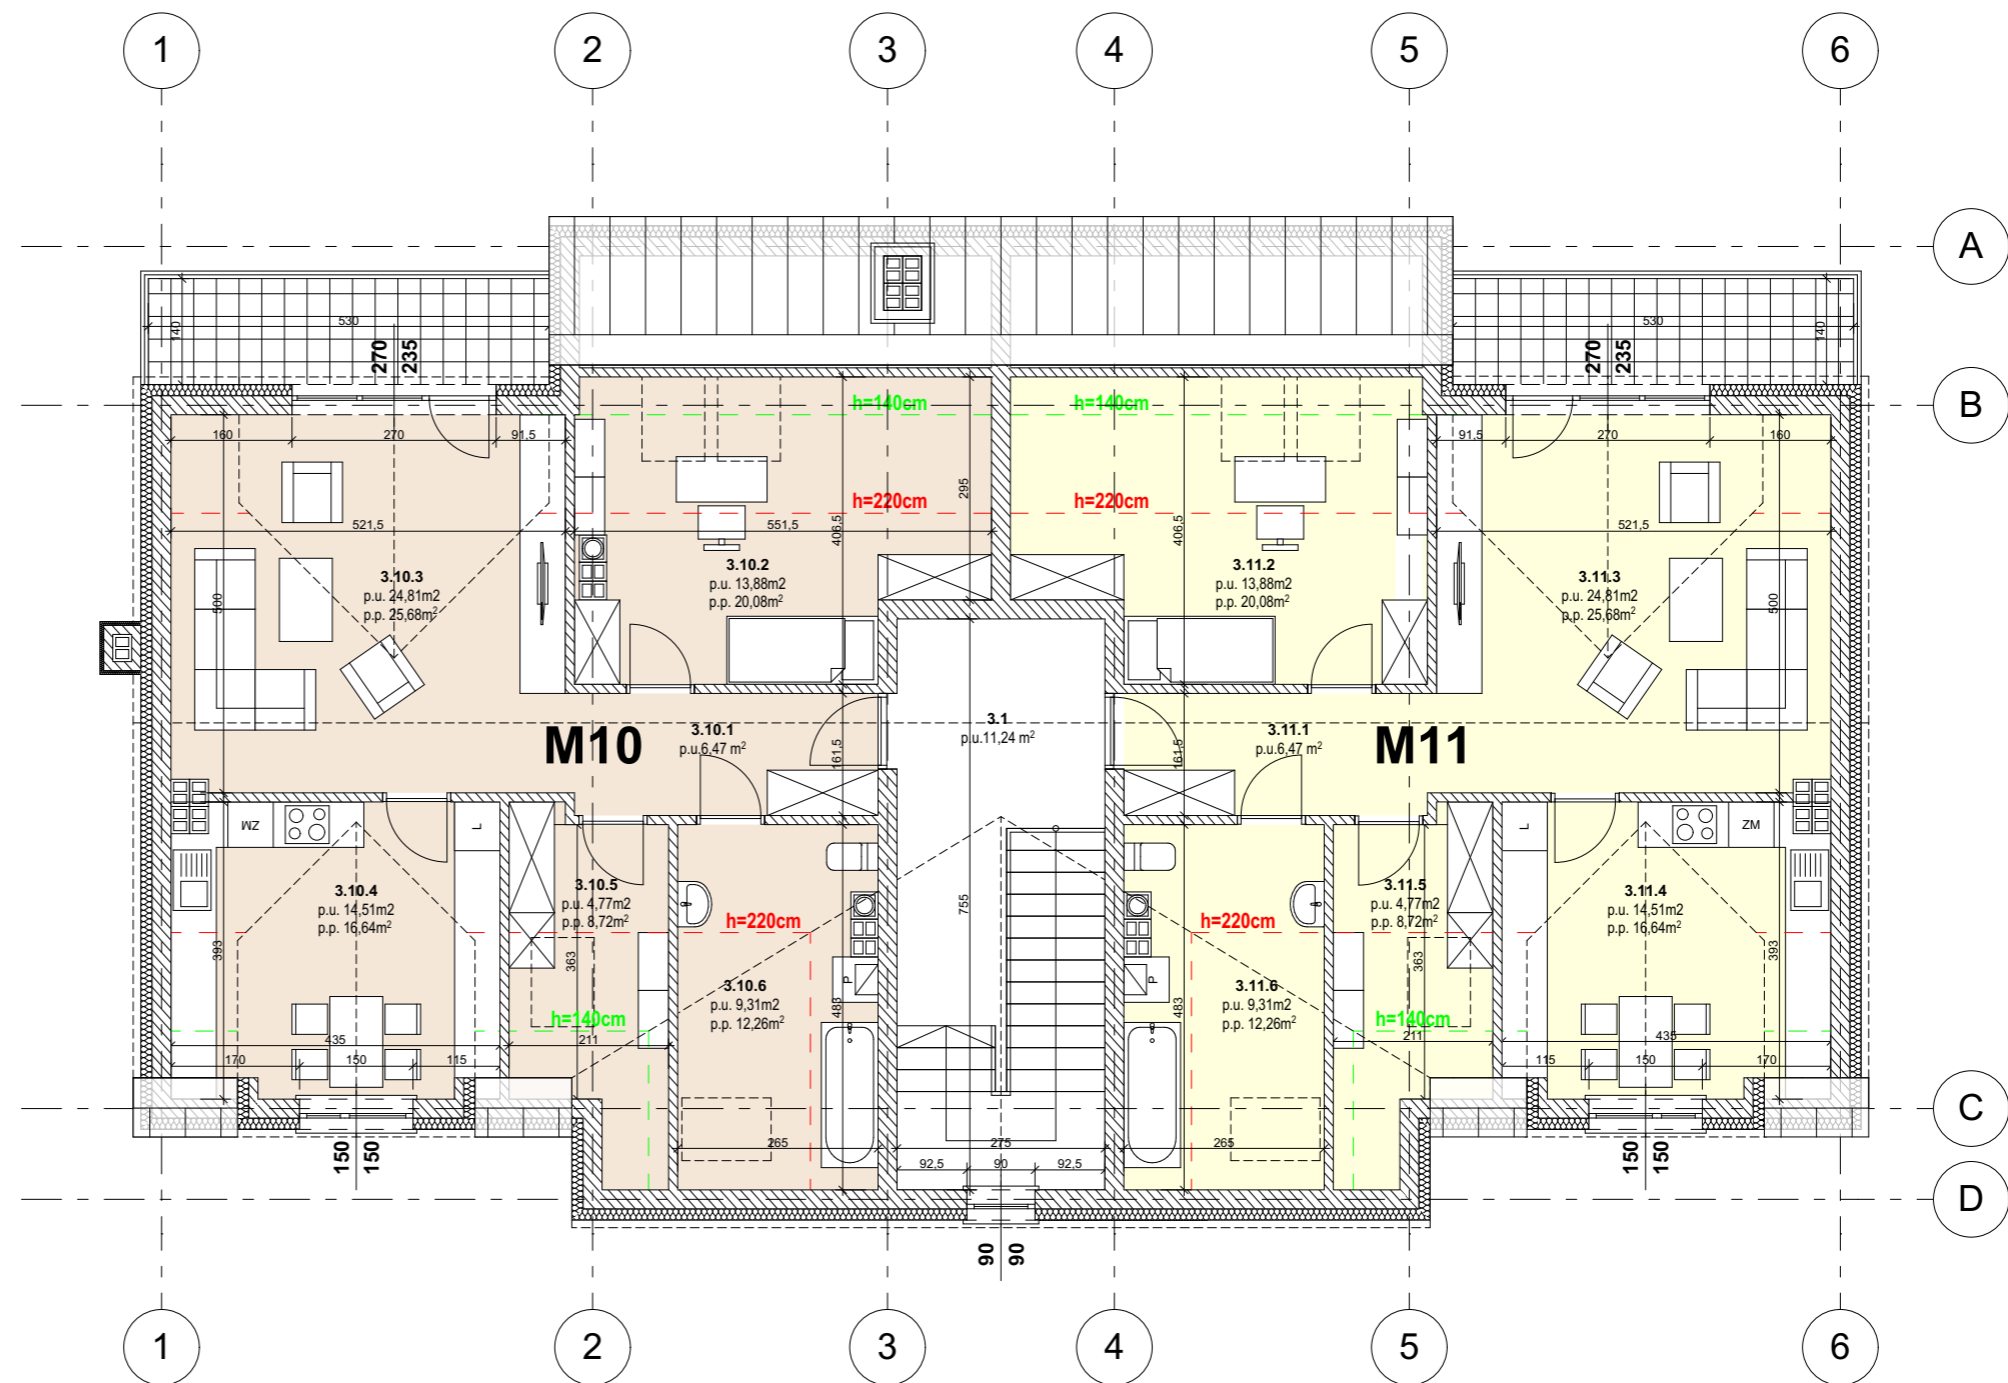 1 2 3 4 5 6
A
530 530
140 140
270 235 270 235
B
h=140cm h=140cm
160 270 91,5 91,5 270 160
295
h=220cm h=220cm
521,5 551,5 406,5 406,5 521,5
3.10.3
p.u. 24,81m2
p.p. 25,68m²
500
3.10.2
p.u. 13,88m2
p.p. 20,08m²
3.11.2
p.u. 13,88m2
p.p. 20,08m²
3.11.3
p.u. 24,81m2
p.p. 25,68m²
500
M10
3.10.1
p.u.6,47 m²
161,5
3.1
p.u.11,24 m²
161,5
3.11.1
p.u.6,47 m²
M11
ZM L L ZM
3.10.4
p.u. 14,51m2
p.p. 16,64m²
393
3.10.5
p.u. 4,77m2
p.p. 8,72m²
363
h=220cm
755
h=220cm
3.11.5
p.u. 4,77m2
p.p. 8,72m²
363
3.11.4
p.u. 14,51m2
p.p. 16,64m²
393
3.10.6
p.u. 9,31m2
p.p. 12,26m²
P
483
P
483
3.11.6
p.u. 9,31m2
p.p. 12,26m²
h=140cm h=140cm
435 211 211 435
170 150 115 115 150 170
C
150 150 150 150
265 275 265
92,5 90 92,5
D
90 90
1 2 3 4 5 6